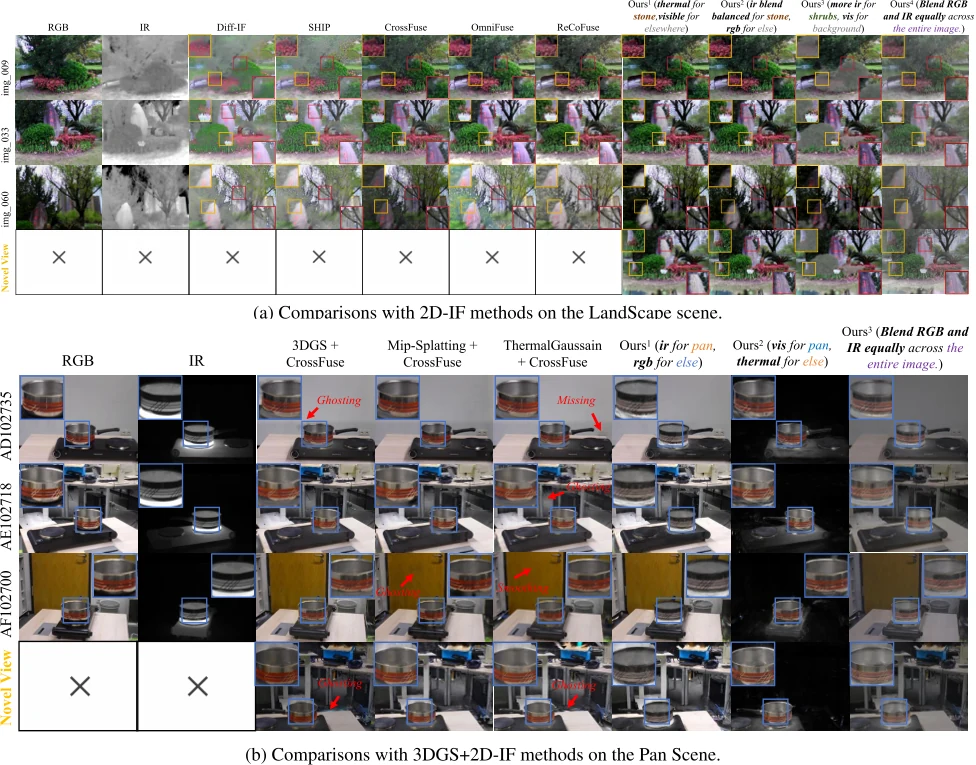 RGB
IR
Diff-IF
SHIP
CrossFuse
OmniFuse
ReCoFuse
Ours¹ (thermal for
stone,visible for
elsewhere)
Ours² (ir blend
balanced for stone,
rgb for else)
Ours³ (more ir for
shrubs, vis for
background)
Ours⁴ (Blend RGB
and IR equally across
the entire image.)
img_009
img_033
img_060
Novel View
(a) Comparisons with 2D-IF methods on the LandScape scene.
RGB
IR
3DGS +
CrossFuse
Mip-Splatting +
CrossFuse
ThermalGaussain
+ CrossFuse
Ours¹ (ir for pan,
rgb for else)
Ours² (vis for pan,
thermal for else)
Ours³ (Blend RGB and
IR equally across the
entire image.)
AD102735
Ghosting
Missing
AE102718
Ghosting
AF102700
Ghosting
Smoothing
Novel View
Ghosting
Ghosting
(b) Comparisons with 3DGS+2D-IF methods on the Pan Scene.